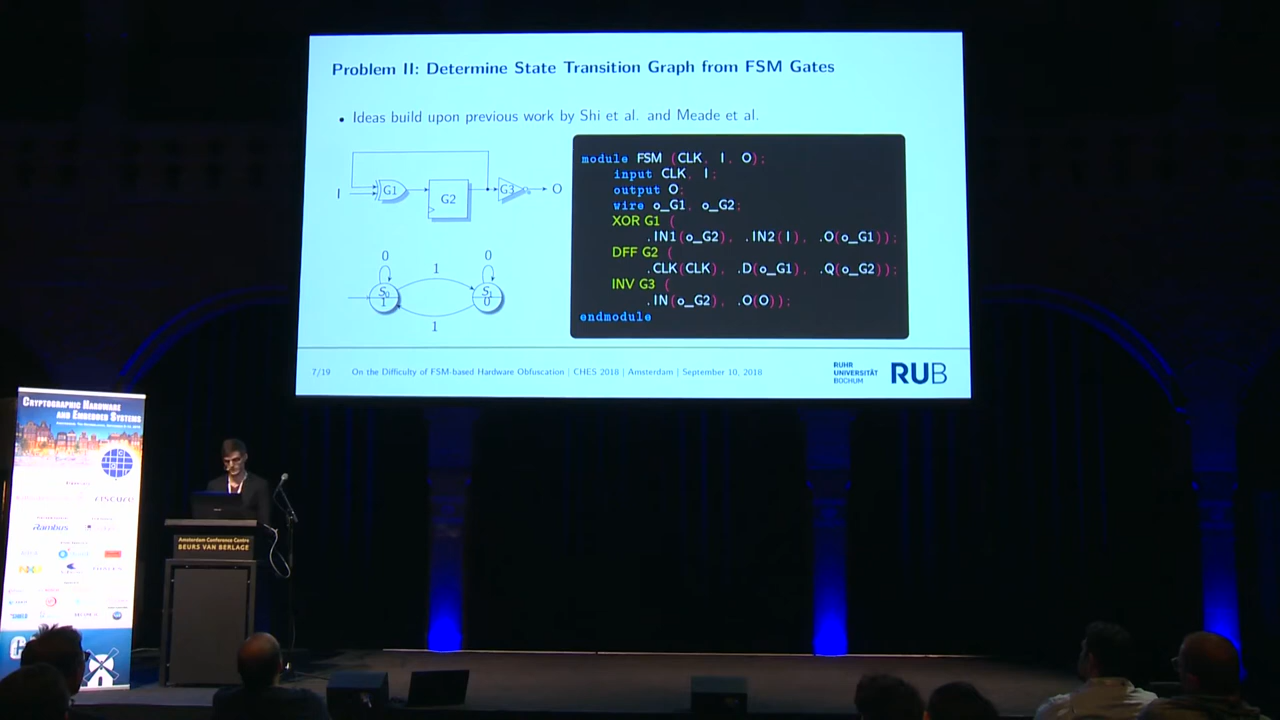 Problem II: Determine State Transition Graph from FSM Gates
• Ideas build upon previous work by Shi et al. and Meade et al.
I
G1
G2
G3
O
0
1
0
S0
1
S1
0
1
module FSM (CLK, I, O);
input CLK, I;
output O;
wire o_G1, o_G2;
XOR G1 (
.IN1(o_G2), .IN2(I), .O(o_G1));
DFF G2 (
.CLK(CLK), .D(o_G1), .Q(o_G2));
INV G3 (
.IN(o_G2), .O(O));
endmodule
7/19 On the Difficulty of FSM-based Hardware Obfuscation | CHES 2018 | Amsterdam | September 10, 2018
RUHR
UNIVERSITÄT
BOCHUM
RUB
Cryptographic Hardware
and Embedded Systems
riscure
Rambus
Amsterdam Conference Centre
BEURS VAN BERLAGE